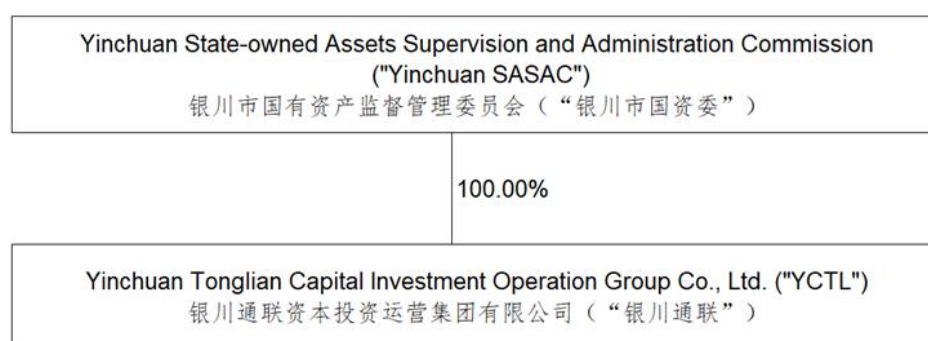 Yinchuan State-owned Assets Supervision and Administration Commission
("Yinchuan SASAC")
银川市国有资产监督管理委员会（“银川市国资委”）
100.00%
Yinchuan Tonglian Capital Investment Operation Group Co., Ltd. ("YCTL")
银川通联资本投资运营集团有限公司（“银川通联”）